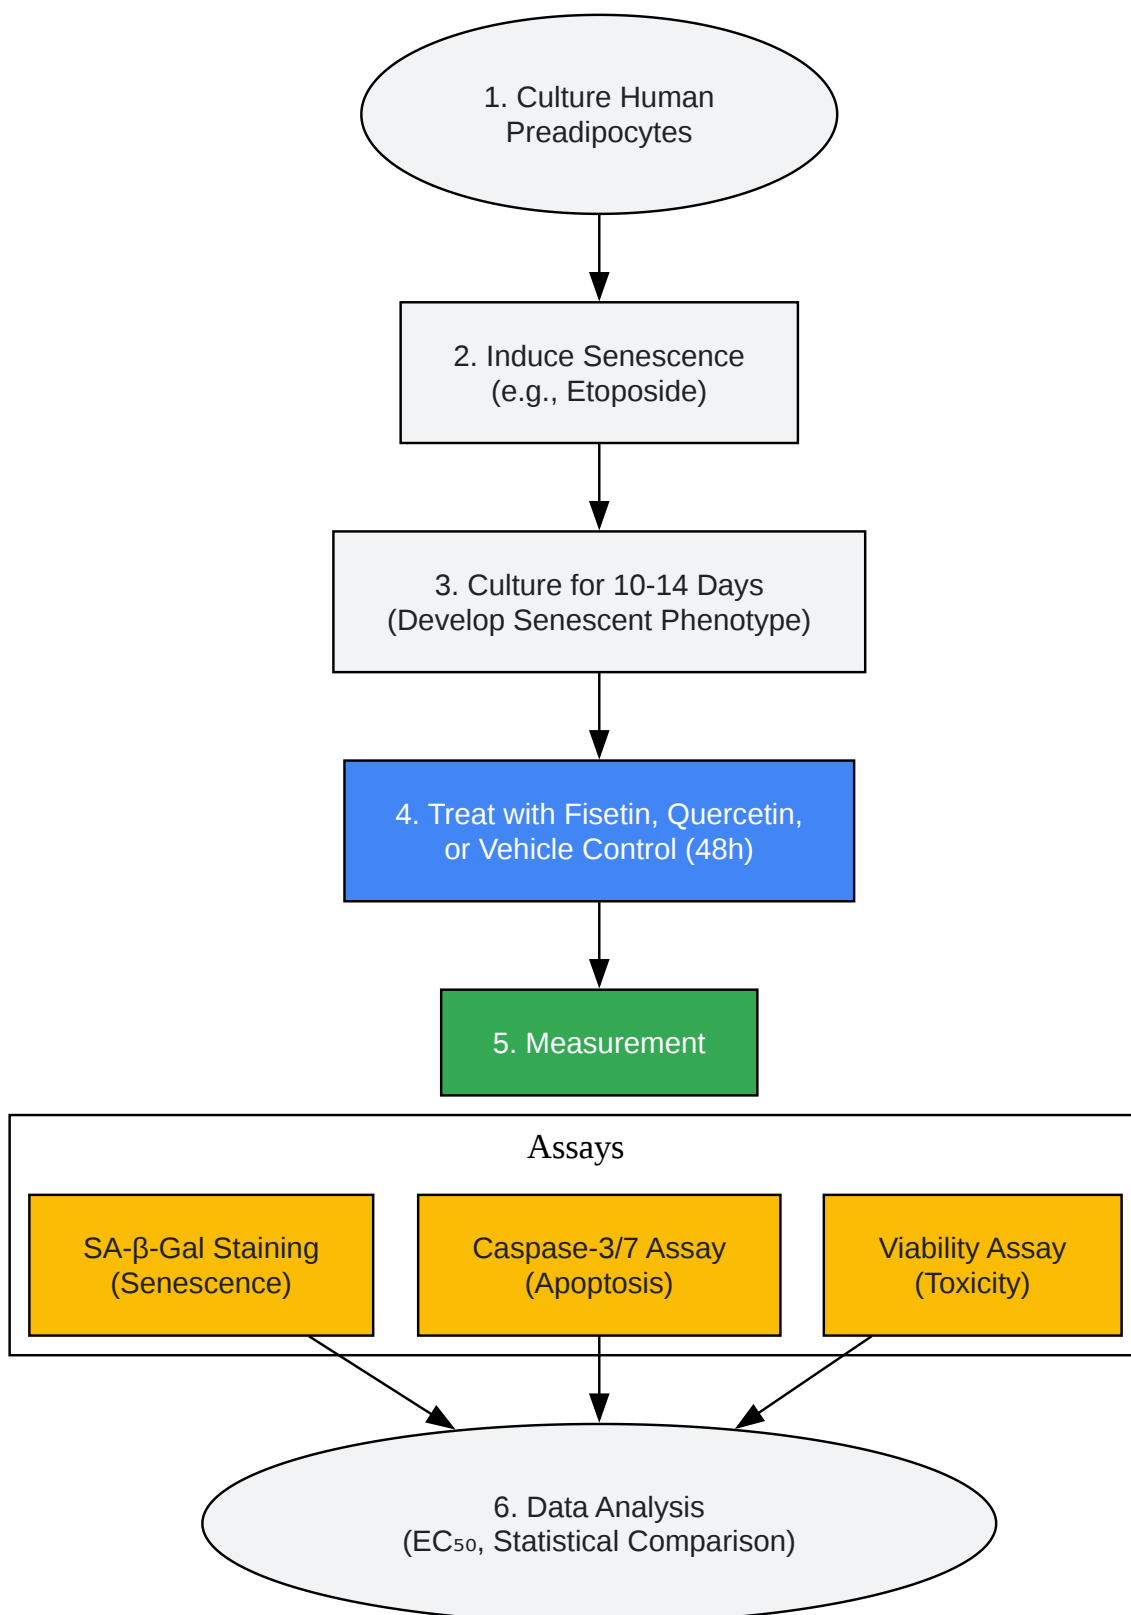 1. Culture Human
Preadipocytes
2. Induce Senescence
(e.g., Etoposide)
3. Culture for 10-14 Days
(Develop Senescent Phenotype)
4. Treat with Fisetin, Quercetin,
or Vehicle Control (48h)
5. Measurement
Assays
SA-β-Gal Staining
(Senescence)
Caspase-3/7 Assay
(Apoptosis)
Viability Assay
(Toxicity)
6. Data Analysis
(EC₅₀, Statistical Comparison)